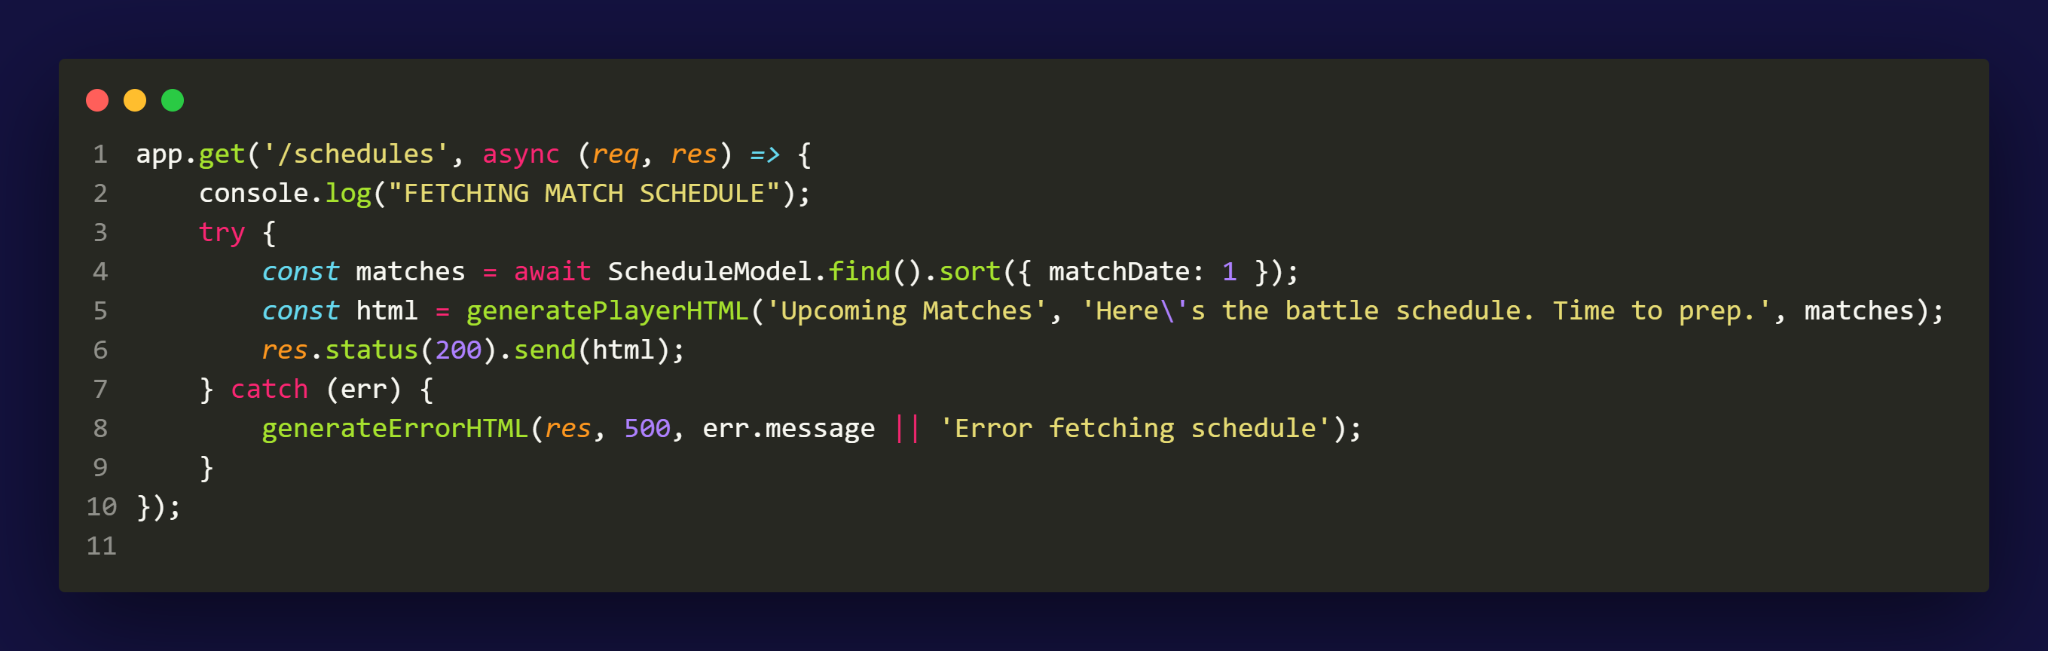 1 app.get('/schedules', async (req, res) => {
2     console.log("FETCHING MATCH SCHEDULE");
3     try {
4         const matches = await ScheduleModel.find().sort({ matchDate: 1 });
5         const html = generatePlayerHTML('Upcoming Matches', 'Here\'s the battle schedule. Time to prep.', matches);
6         res.status(200).send(html);
7     } catch (err) {
8         generateErrorHTML(res, 500, err.message || 'Error fetching schedule');
9     }
10 });
11